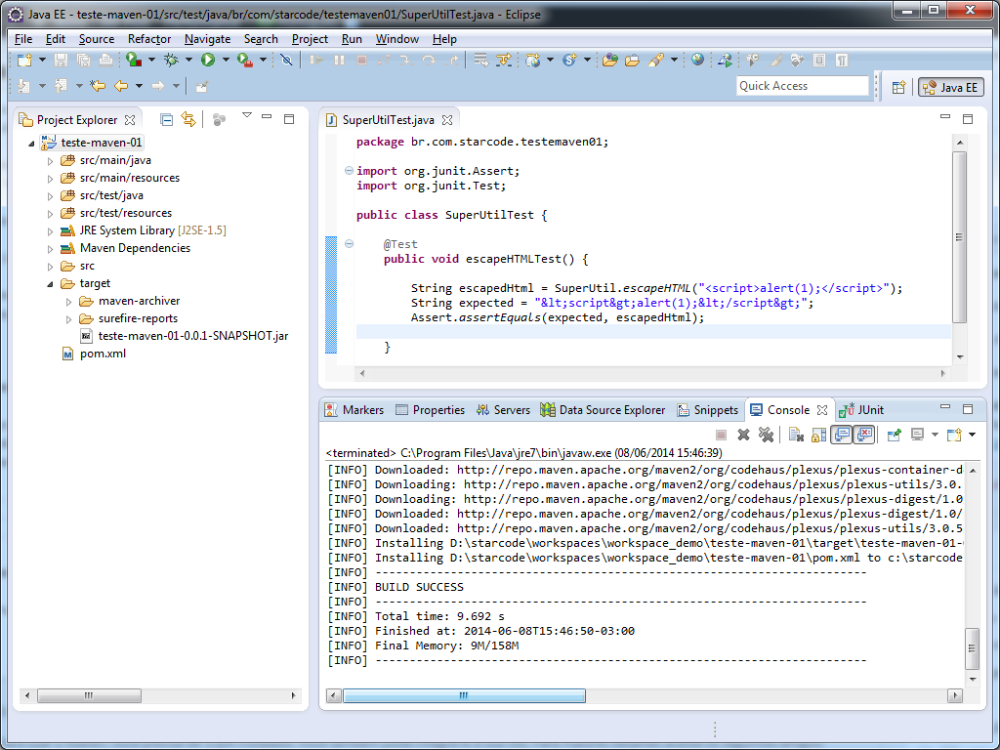 Java EE - teste-maven-01/src/test/java/br/com/starcode/testemaven01/SuperUtilTest.java - Eclipse
File Edit Source Refactor Navigate Search Project Run Window Help
Quick Access
Java EE
Project Explorer
teste-maven-01
src/main/java
src/main/resources
src/test/java
src/test/resources
JRE System Library [J2SE-1.5]
Maven Dependencies
src
target
maven-archiver
surefire-reports
teste-maven-01-0.0.1-SNAPSHOT.jar
pom.xml
SuperUtilTest.java
package br.com.starcode.testemaven01;
import org.junit.Assert;
import org.junit.Test;
public class SuperUtilTest {
@Test
public void escapeHTMLTest() {
String escapedHtml = SuperUtil.escapeHTML("<script>alert(1);</script>");
String expected = "&lt;script&gt;alert(1);&lt;/script&gt;";
Assert.assertEquals(expected, escapedHtml);
}
Markers Properties Servers Data Source Explorer Snippets Console JUnit
<terminated> C:\Program Files\Java\jre7\bin\javaw.exe (08/06/2014 15:46:39)
[INFO] Downloaded: http://repo.maven.apache.org/maven2/org/codehaus/plexus/plexus-container-d
[INFO] Downloading: http://repo.maven.apache.org/maven2/org/codehaus/plexus/plexus-utils/3.0.
[INFO] Downloading: http://repo.maven.apache.org/maven2/org/codehaus/plexus/plexus-digest/1.0
[INFO] Downloaded: http://repo.maven.apache.org/maven2/org/codehaus/plexus/plexus-digest/1.0/
[INFO] Downloaded: http://repo.maven.apache.org/maven2/org/codehaus/plexus/plexus-utils/3.0.5
[INFO] Installing D:\starcode\workspaces\workspace_demo\teste-maven-01\target\teste-maven-01-
[INFO] Installing D:\starcode\workspaces\workspace_demo\teste-maven-01\pom.xml to c:\starcode
[INFO] ------------------------------------------------------------------------
[INFO] BUILD SUCCESS
[INFO] ------------------------------------------------------------------------
[INFO] Total time: 9.692 s
[INFO] Finished at: 2014-06-08T15:46:50-03:00
[INFO] Final Memory: 9M/158M
[INFO] ------------------------------------------------------------------------